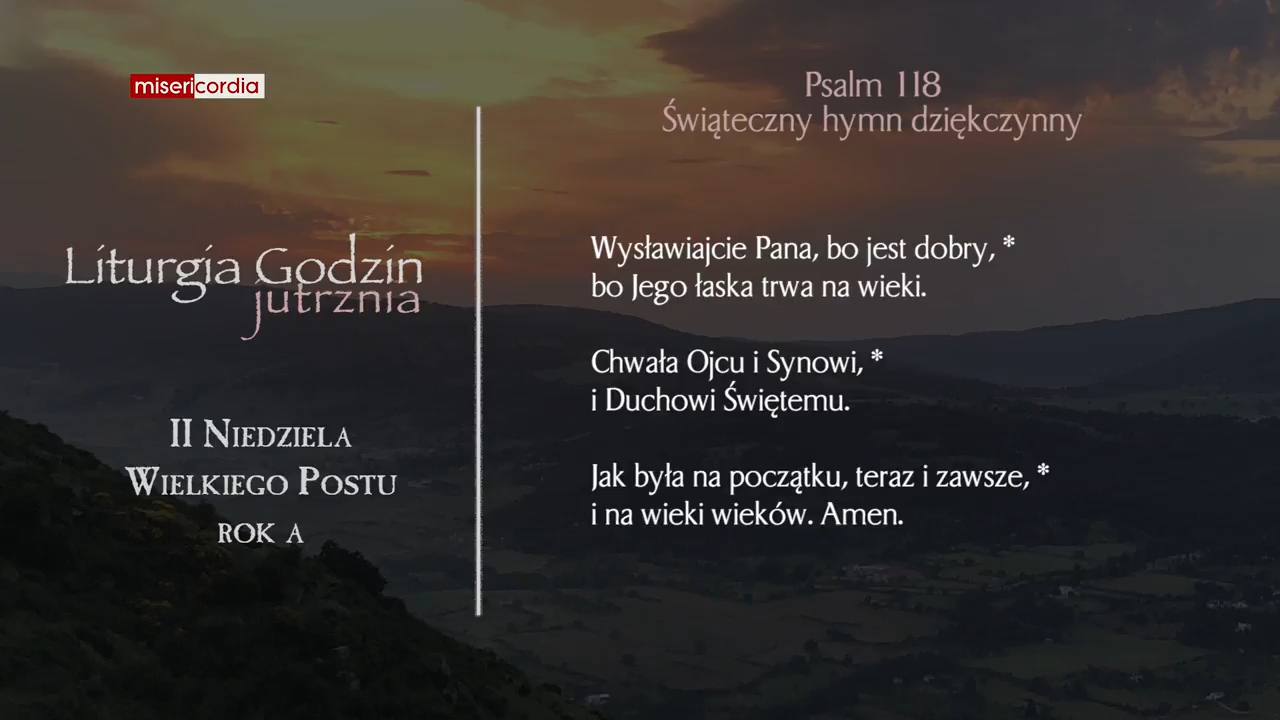 misericordia
Liturgia Godzin
jutrznia
II Niedziela
Wielkiego Postu
rok A
Psalm 118
Świąteczny hymn dziękczynny
Wysławiajcie Pana, bo jest dobry, *
bo Jego łaska trwa na wieki.
Chwała Ojcu i Synowi, *
i Duchowi Świętemu.
Jak była na początku, teraz i zawsze, *
i na wieki wieków. Amen.